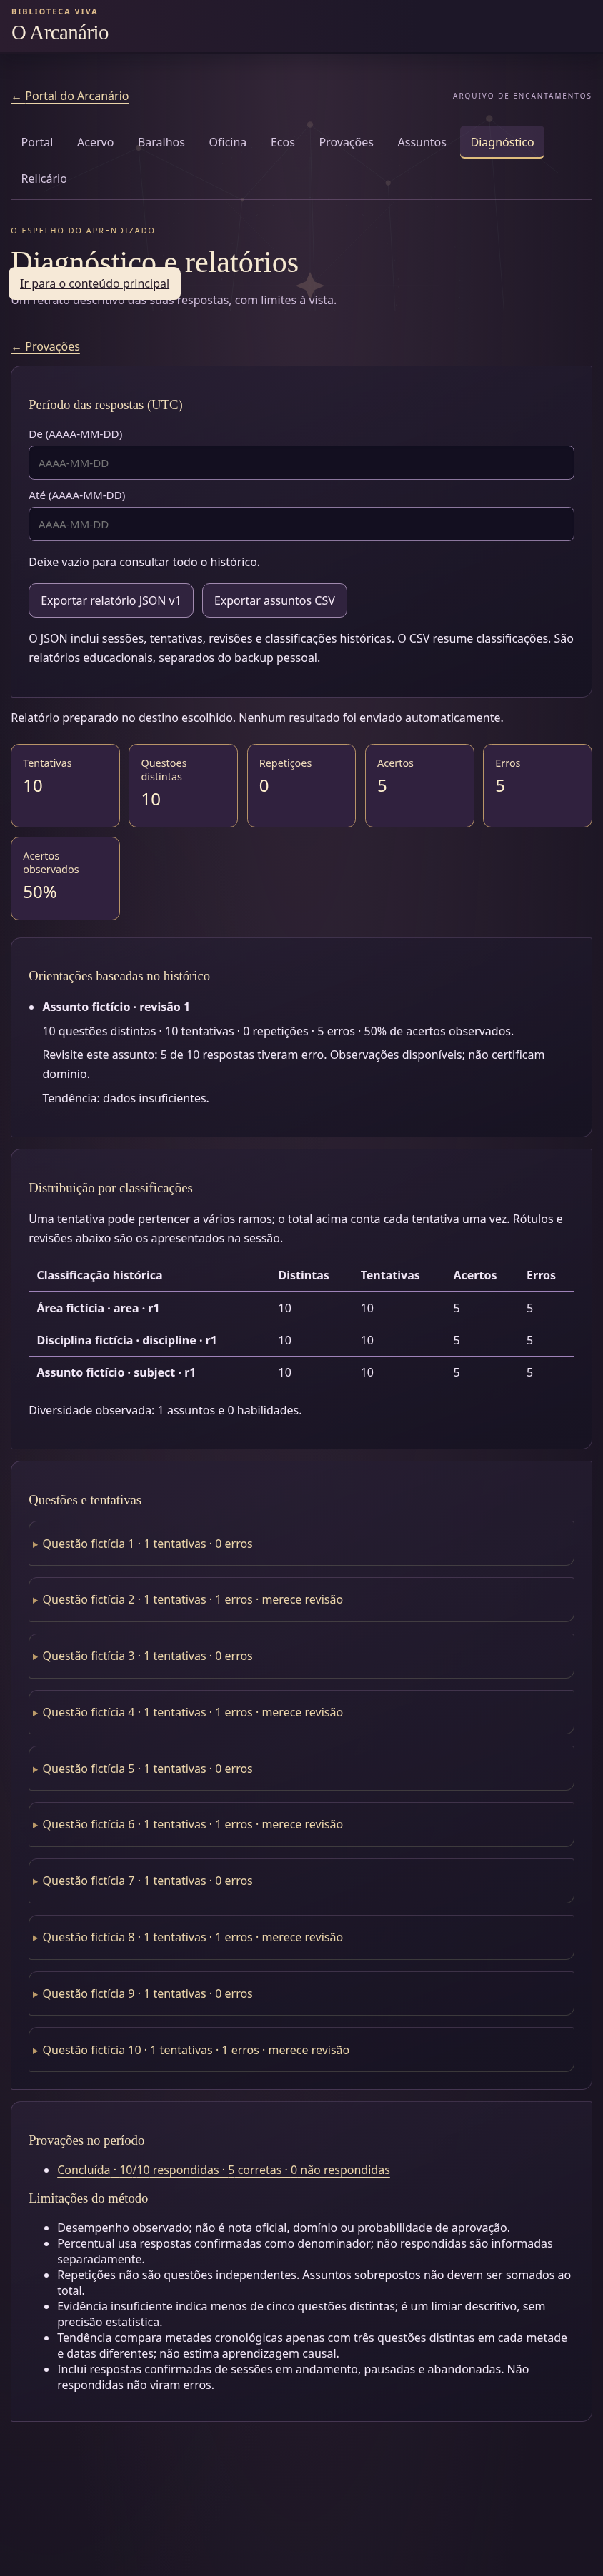 BIBLIOTECA VIVA
O Arcanário
← Portal do Arcanário
ARQUIVO DE ENCANTAMENTOS
Portal Acervo Baralhos Oficina Ecos Provações Assuntos Diagnóstico
Relicário
O ESPELHO DO APRENDIZADO
Diagnóstico e relatórios
Ir para o conteúdo principal
Um retrato descritivo das suas respostas, com limites à vista.
← Provações
Período das respostas (UTC)
De (AAAA-MM-DD)
AAAA-MM-DD
Até (AAAA-MM-DD)
AAAA-MM-DD
Deixe vazio para consultar todo o histórico.
Exportar relatório JSON v1 Exportar assuntos CSV
O JSON inclui sessões, tentativas, revisões e classificações históricas. O CSV resume classificações. São
relatórios educacionais, separados do backup pessoal.
Relatório preparado no destino escolhido. Nenhum resultado foi enviado automaticamente.
Tentativas
10
Questões
distintas
10
Repetições
0
Acertos
5
Erros
5
Acertos
observados
50%
Orientações baseadas no histórico
• Assunto fictício · revisão 1
10 questões distintas · 10 tentativas · 0 repetições · 5 erros · 50% de acertos observados.
Revisite este assunto: 5 de 10 respostas tiveram erro. Observações disponíveis; não certificam
domínio.
Tendência: dados insuficientes.
Distribuição por classificações
Uma tentativa pode pertencer a vários ramos; o total acima conta cada tentativa uma vez. Rótulos e
revisões abaixo são os apresentados na sessão.
Classificação histórica Distintas Tentativas Acertos Erros
Área fictícia · area · r1 10 10 5 5
Disciplina fictícia · discipline · r1 10 10 5 5
Assunto fictício · subject · r1 10 10 5 5
Diversidade observada: 1 assuntos e 0 habilidades.
Questões e tentativas
▸ Questão fictícia 1 · 1 tentativas · 0 erros
▸ Questão fictícia 2 · 1 tentativas · 1 erros · merece revisão
▸ Questão fictícia 3 · 1 tentativas · 0 erros
▸ Questão fictícia 4 · 1 tentativas · 1 erros · merece revisão
▸ Questão fictícia 5 · 1 tentativas · 0 erros
▸ Questão fictícia 6 · 1 tentativas · 1 erros · merece revisão
▸ Questão fictícia 7 · 1 tentativas · 0 erros
▸ Questão fictícia 8 · 1 tentativas · 1 erros · merece revisão
▸ Questão fictícia 9 · 1 tentativas · 0 erros
▸ Questão fictícia 10 · 1 tentativas · 1 erros · merece revisão
Provações no período
• Concluída · 10/10 respondidas · 5 corretas · 0 não respondidas
Limitações do método
• Desempenho observado; não é nota oficial, domínio ou probabilidade de aprovação.
• Percentual usa respostas confirmadas como denominador; não respondidas são informadas
separadamente.
• Repetições não são questões independentes. Assuntos sobrepostos não devem ser somados ao
total.
• Evidência insuficiente indica menos de cinco questões distintas; é um limiar descritivo, sem
precisão estatística.
• Tendência compara metades cronológicas apenas com três questões distintas em cada metade
e datas diferentes; não estima aprendizagem causal.
• Inclui respostas confirmadas de sessões em andamento, pausadas e abandonadas. Não
respondidas não viram erros.